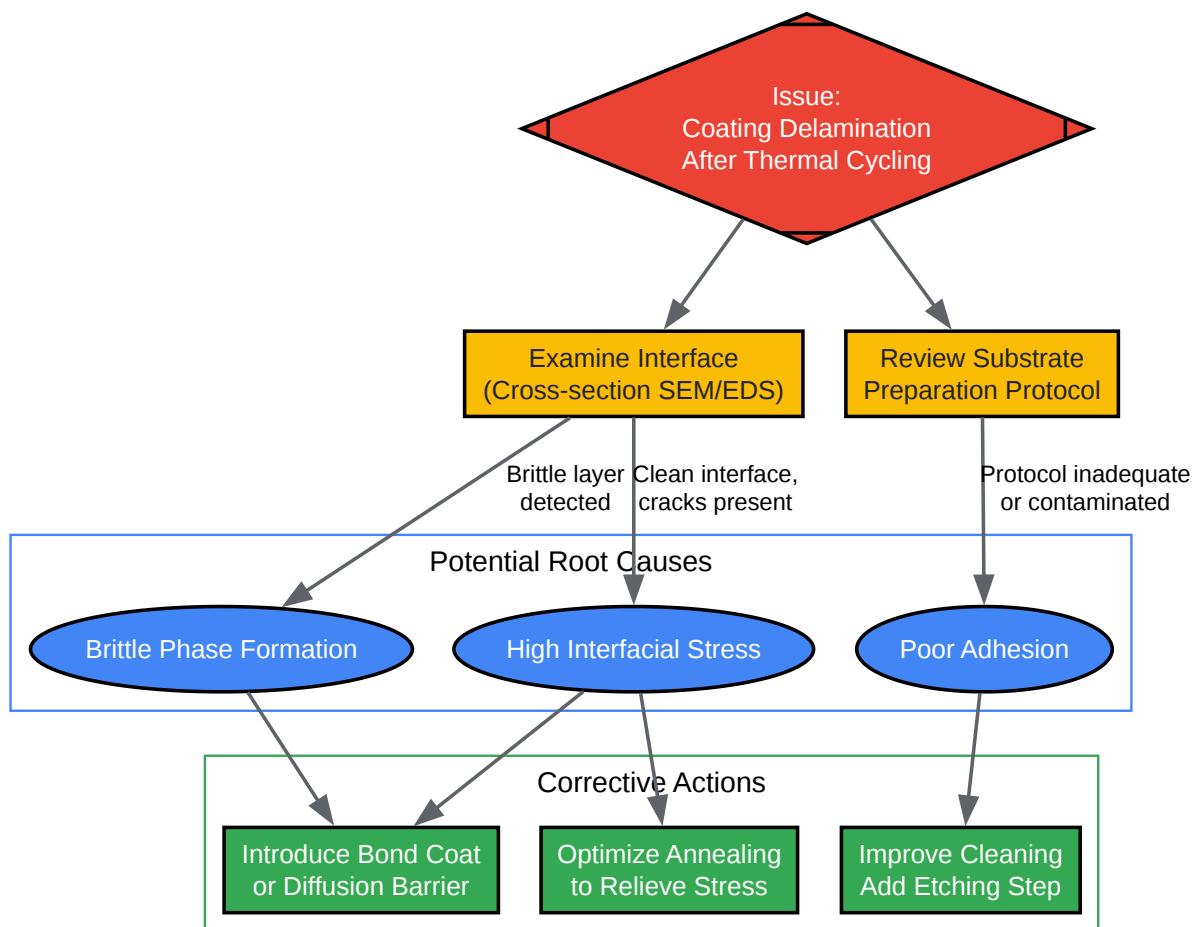 Issue:
Coating Delamination
After Thermal Cycling
Examine Interface
(Cross-section SEM/EDS)
Review Substrate
Preparation Protocol
Brittle layer
detected
Clean interface,
cracks present
Protocol inadequate
or contaminated
Potential Root Causes
Brittle Phase Formation
High Interfacial Stress
Poor Adhesion
Corrective Actions
Introduce Bond Coat
or Diffusion Barrier
Optimize Annealing
to Relieve Stress
Improve Cleaning
Add Etching Step